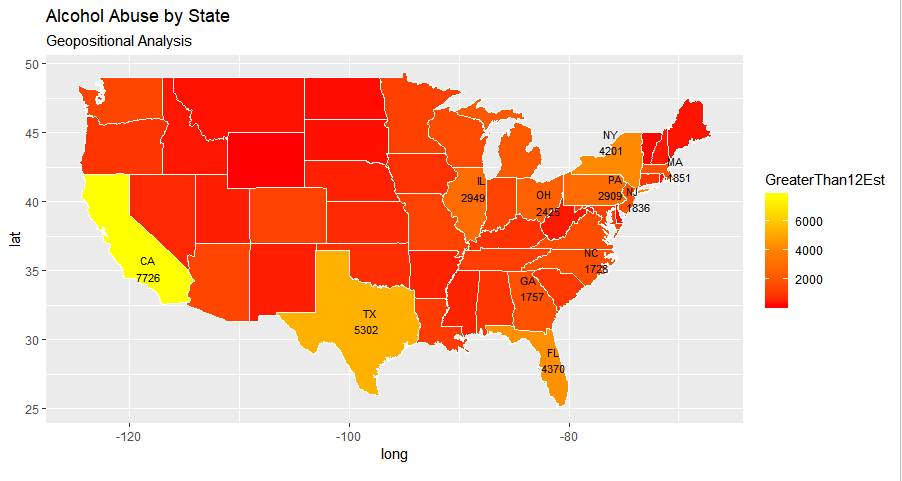 Alcohol Abuse by State
Geopositional Analysis
50
45
40
35
30
25
lat
-120
-100
-80
long
NY
4201
MA
1851
IL
2949
PA
2909
OH
2425
NJ
1836
CA
7726
NC
1728
GA
1757
TX
5302
FL
4370
GreaterThan12Est
6000
4000
2000